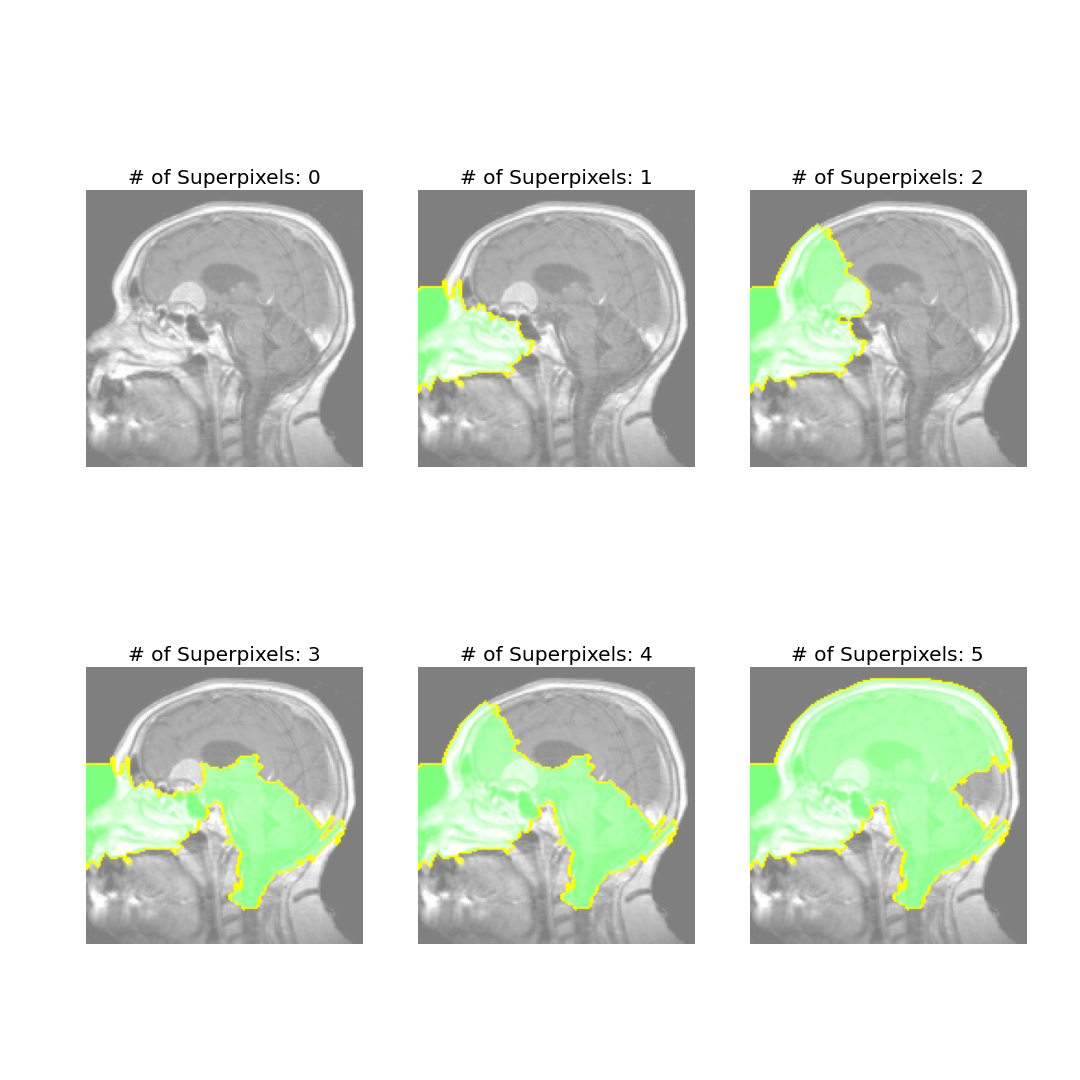 # of Superpixels: 0
# of Superpixels: 1
# of Superpixels: 2
# of Superpixels: 3
# of Superpixels: 4
# of Superpixels: 5